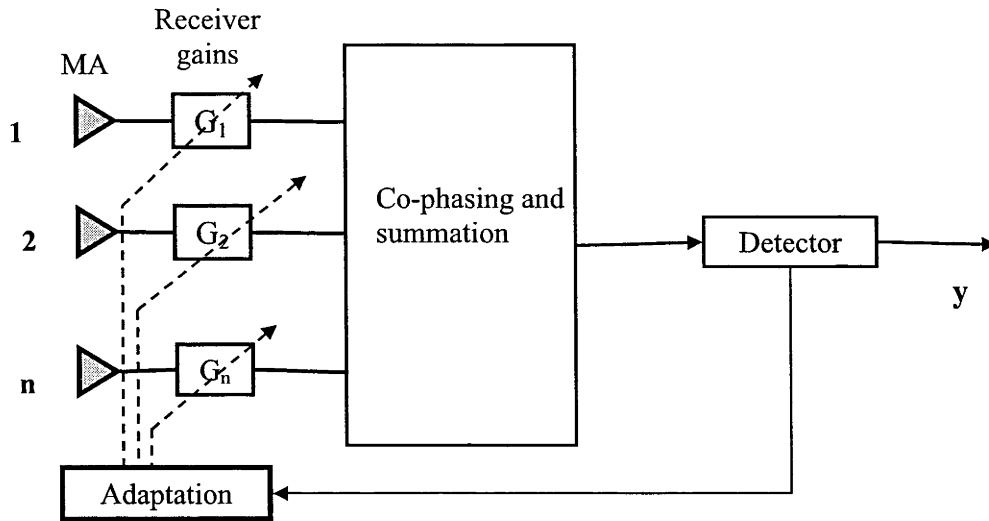 Receiver
gains
MA
1
G₁
2
G₂
Co-phasing and
summation
Detector
y
n
Gₙ
Adaptation